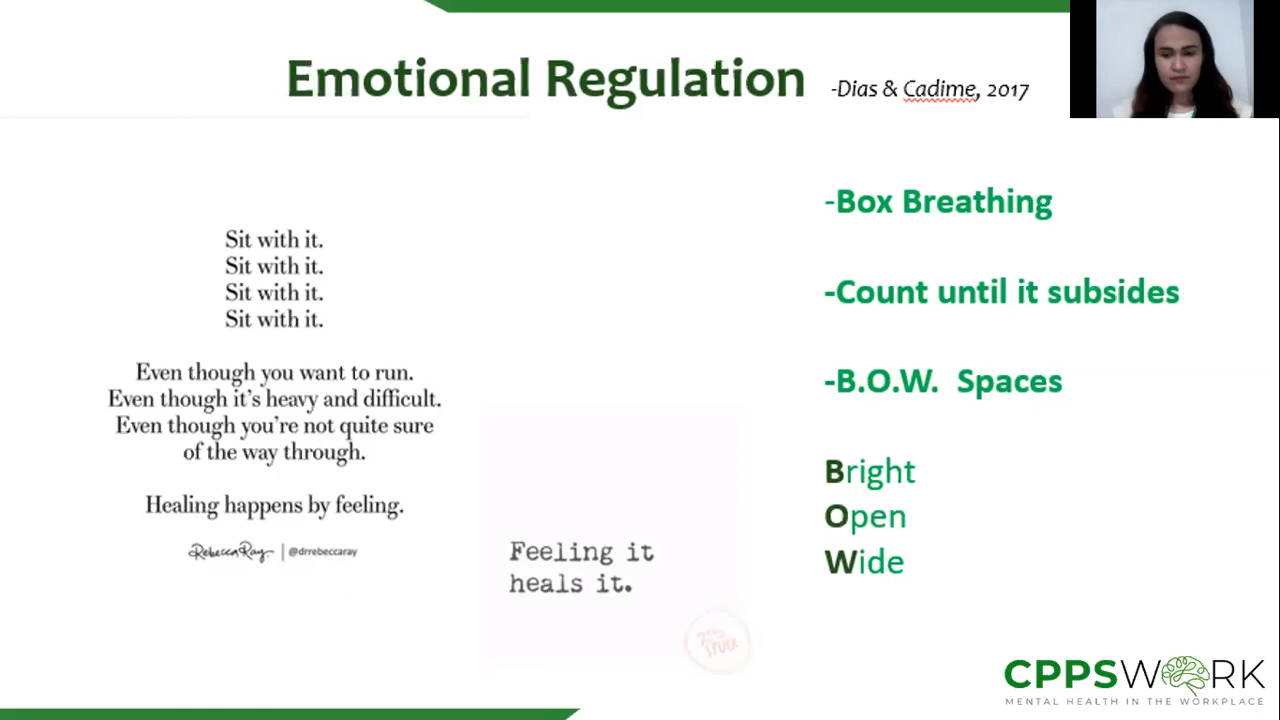 Emotional Regulation -Dias & Cadime, 2017
Sit with it.
Sit with it.
Sit with it.
Sit with it.
Even though you want to run.
Even though it's heavy and difficult.
Even though you're not quite sure
of the way through.
Healing happens by feeling.
RebeccaRay. | @drrebeccaray
Feeling it
heals it.
STUCK
-Box Breathing
-Count until it subsides
-B.O.W. Spaces
Bright
Open
Wide
CPPSWORK
MENTAL HEALTH IN THE WORKPLACE